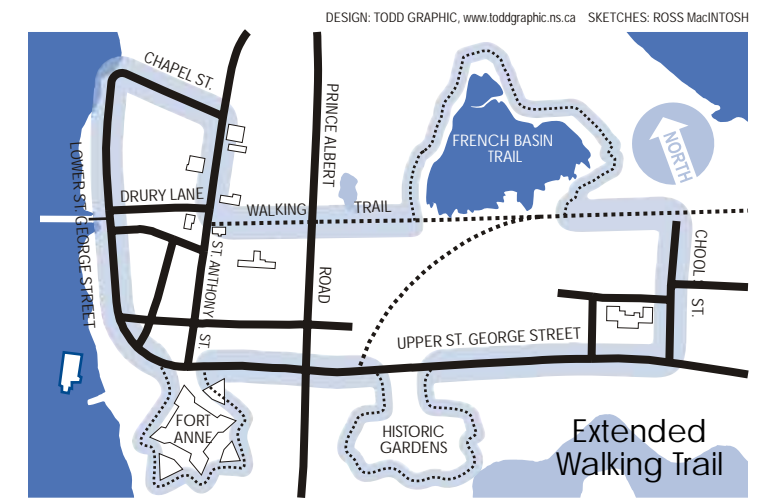 DESIGN: TODD GRAPHIC, www.toddgraphic.ns.ca SKETCHES: ROSS MacINTOSH
CHAPEL ST.
PRINCE ALBERT
ROAD
FRENCH BASIN
TRAIL
NORTH
LOWER ST. GEORGE STREET
DRURY LANE
WALKING TRAIL
ST. ANTHONY ST.
CHOOL ST.
UPPER ST. GEORGE STREET
FORT
ANNE
HISTORIC
GARDENS
Extended
Walking Trail